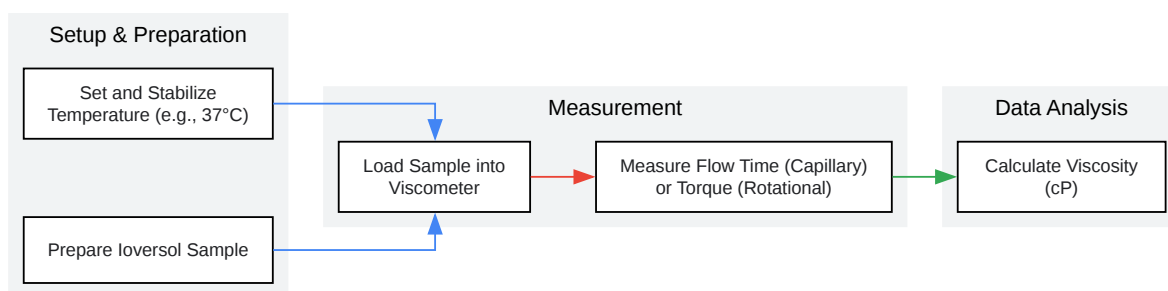 Setup & Preparation
Set and Stabilize
Temperature (e.g., 37°C)
Prepare Ioversol Sample
Measurement
Load Sample into
Viscometer
Measure Flow Time (Capillary)
or Torque (Rotational)
Data Analysis
Calculate Viscosity
(cP)